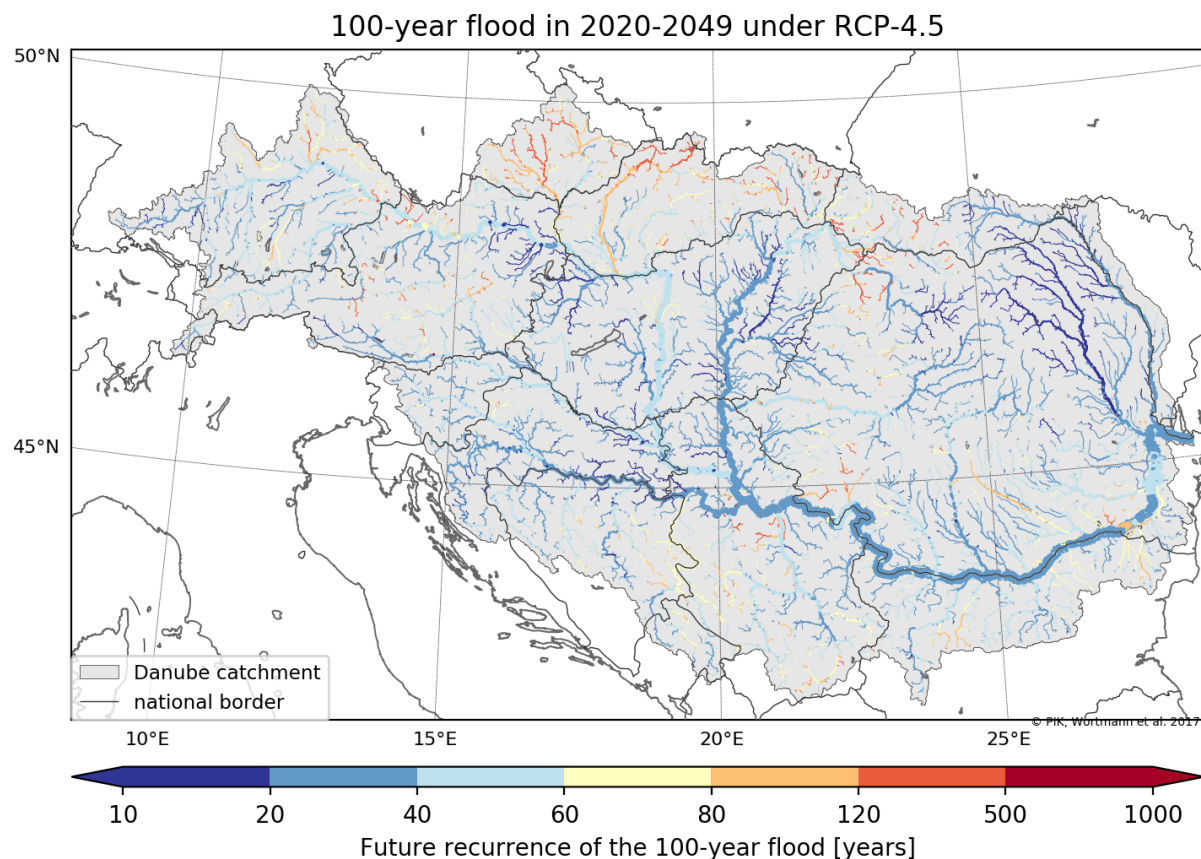 100-year flood in 2020-2049 under RCP-4.5
50°N
45°N
Danube catchment
national border
© PIK, Wortmann et al. 2017
10°E 15°E 20°E 25°E
10 20 40 60 80 120 500 1000
Future recurrence of the 100-year flood [years]